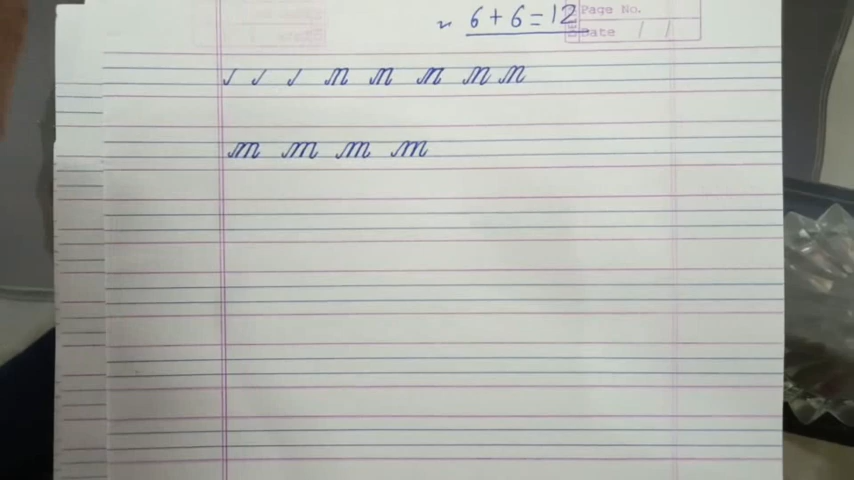 ~ 6+6=12
Page No.
Date / /
✓ ✓ ✓ n n n n n
m m m m